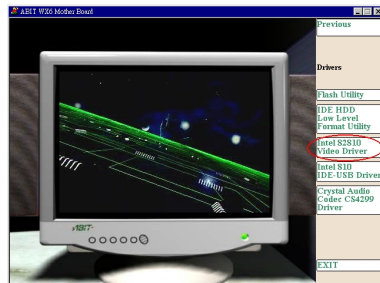 ABIT WX6 Mother Board
Previous
Drivers
Flash Utility
IDE HDD
Low Level
Format Utility
Intel 82810
Video Driver
Intel 810
IDE-USB Driver
Crystal Audio
Codec CS4299
Driver
ABIT
EXIT